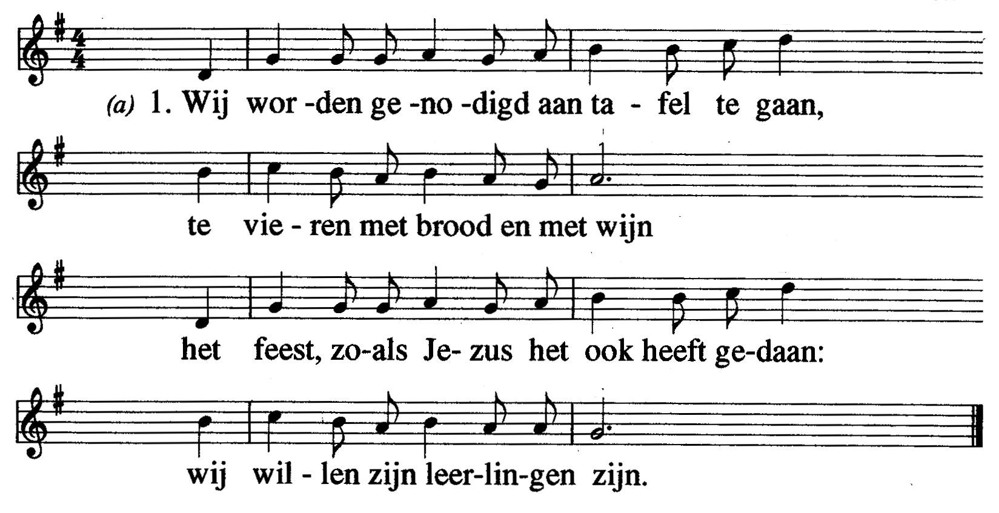 4
4
(a) 1. Wij wor -den ge -no -digd aan ta - fel te gaan,
te vie - ren met brood en met wijn
het feest, zo-als Je- zus het ook heeft ge-daan:
wij wil - len zijn leer-lin-gen zijn.